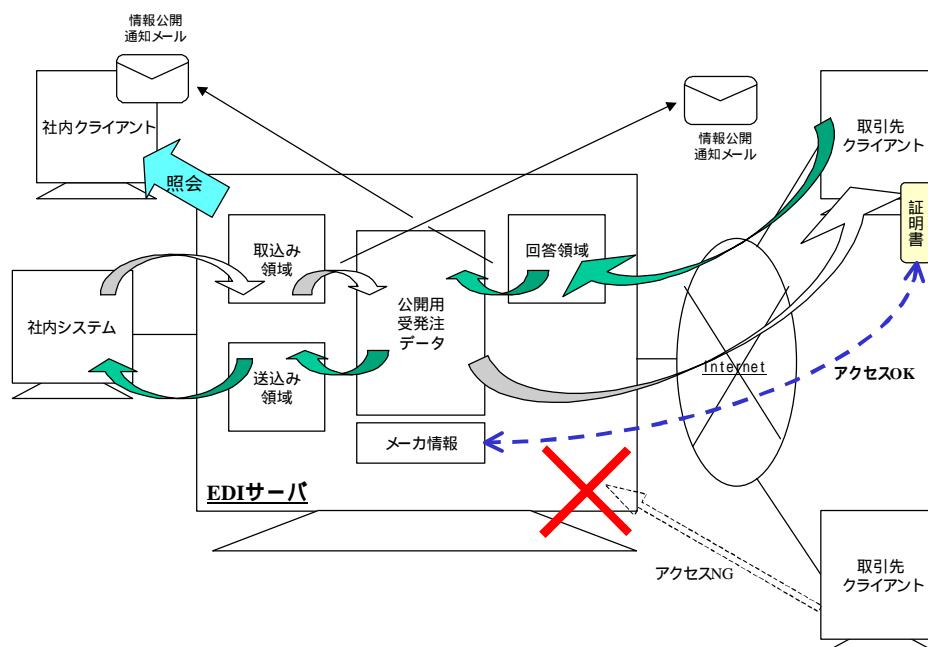 情報公開
通知メール
社内クライアント
照会
情報公開
通知メール
取引先
クライアント
証明書
取込み
領域
回答領域
公開用
受発注
データ
社内システム
送込み
領域
Internet
アクセスOK
メーカ情報
EDIサーバ
アクセスNG
取引先
クライアント